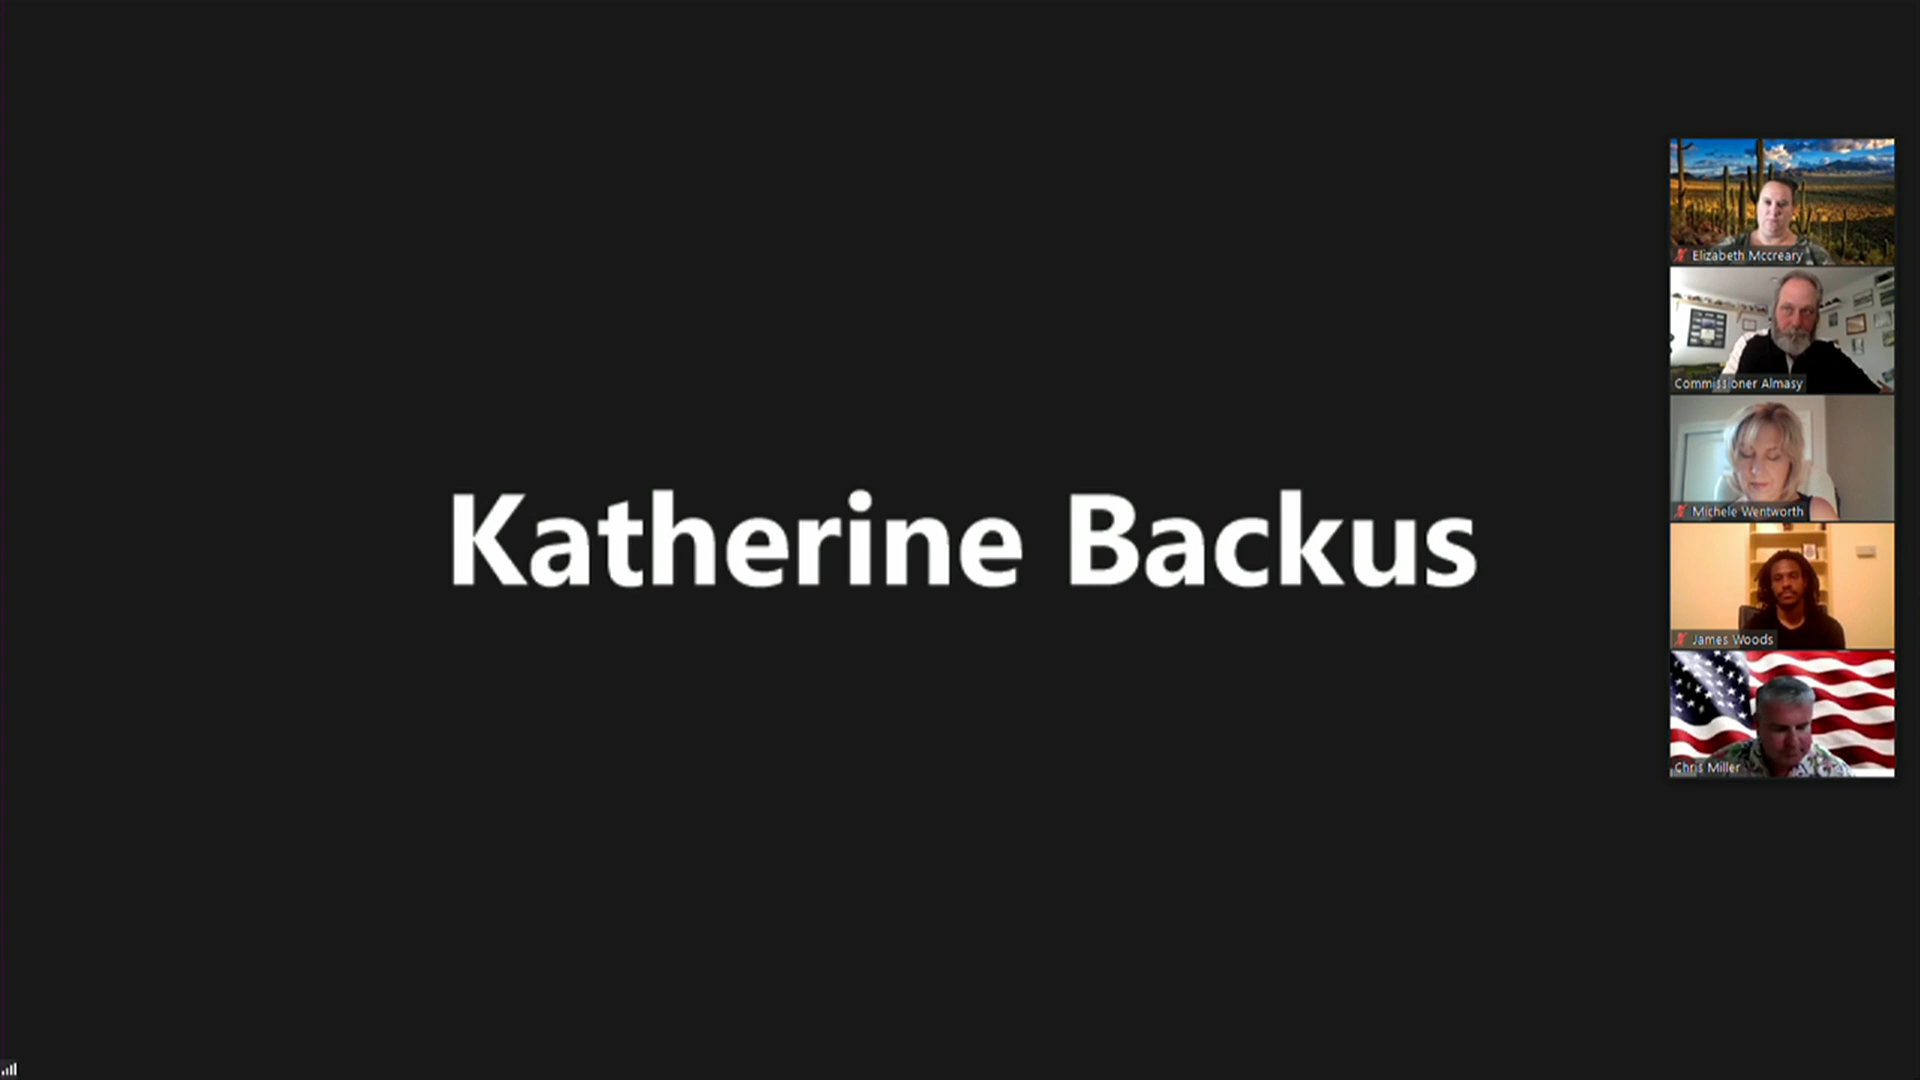 Katherine Backus
Elizabeth Mccreary
Commissioner Almasy
Michele Wentworth
James Woods
Chris Miller